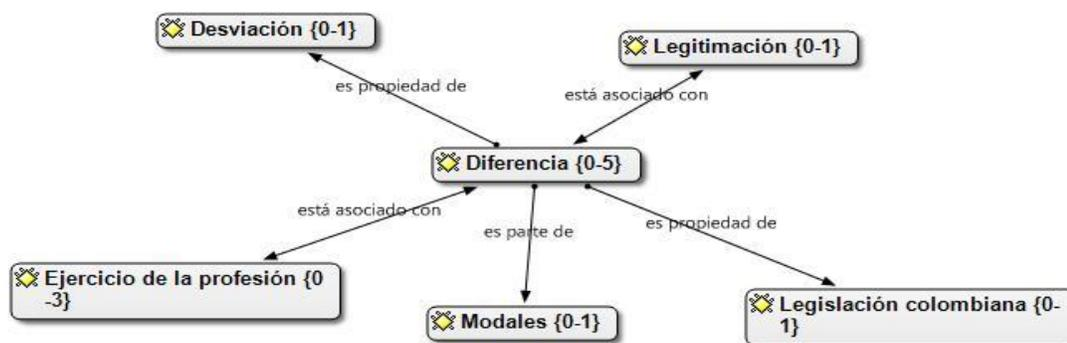 Desviación {0-1}
Legitimación {0-1}
es propiedad de
está asociado con
Diferencia {0-5}
está asociado con
es parte de
es propiedad de
Ejercicio de la profesión {0
-3}
Modales {0-1}
Legislación colombiana {0-
1}